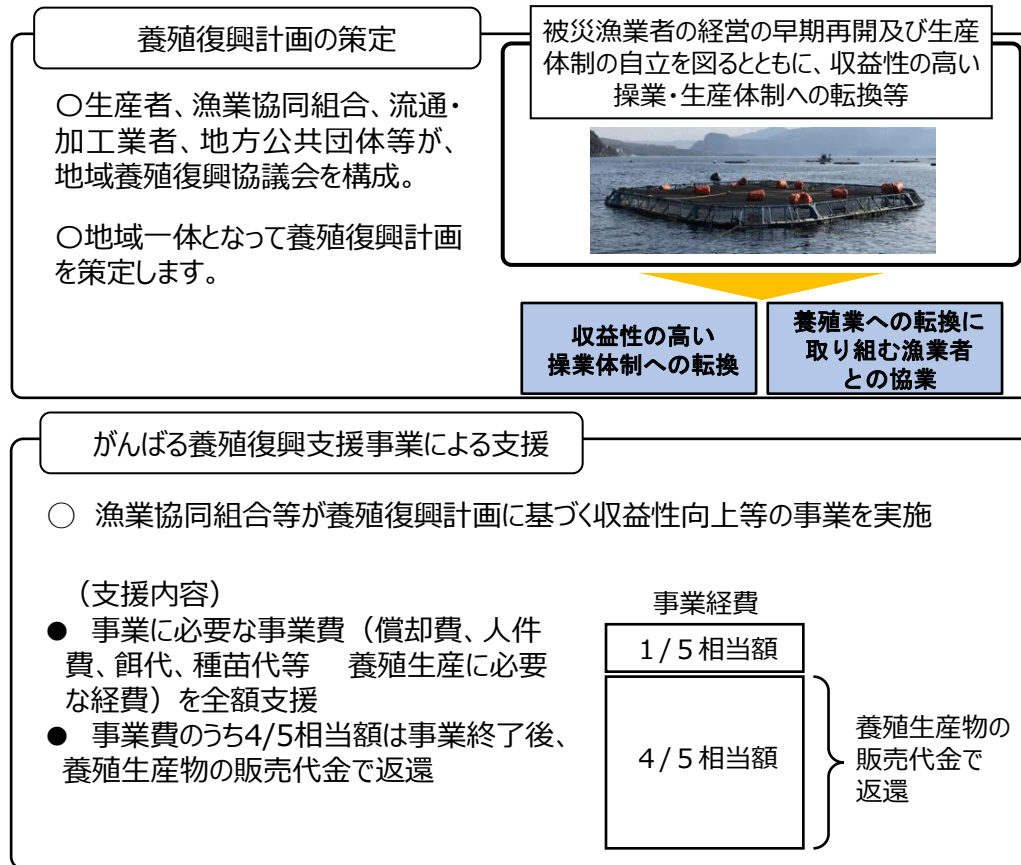 養殖復興計画の策定
〇生産者、漁業協同組合、流通・
加工業者、地方公共団体等が、
地域養殖復興協議会を構成。
〇地域一体となって養殖復興計画
を策定します。
被災漁業者の経営の早期再開及び生産
体制の自立を図るとともに、収益性の高い
操業・生産体制への転換等
収益性の高い
操業体制への転換
養殖業への転換に
取り組む漁業者
との協業
がんばる養殖復興支援事業による支援
○ 漁業協同組合等が養殖復興計画に基づく収益性向上等の事業を実施
（支援内容）
● 事業に必要な事業費（償却費、人件
費、餌代、種苗代等　養殖生産に必要
な経費）を全額支援
● 事業費のうち4/5相当額は事業終了後、
養殖生産物の販売代金で返還
事業経費
1/5相当額
4/5相当額
養殖生産物の
販売代金で
返還